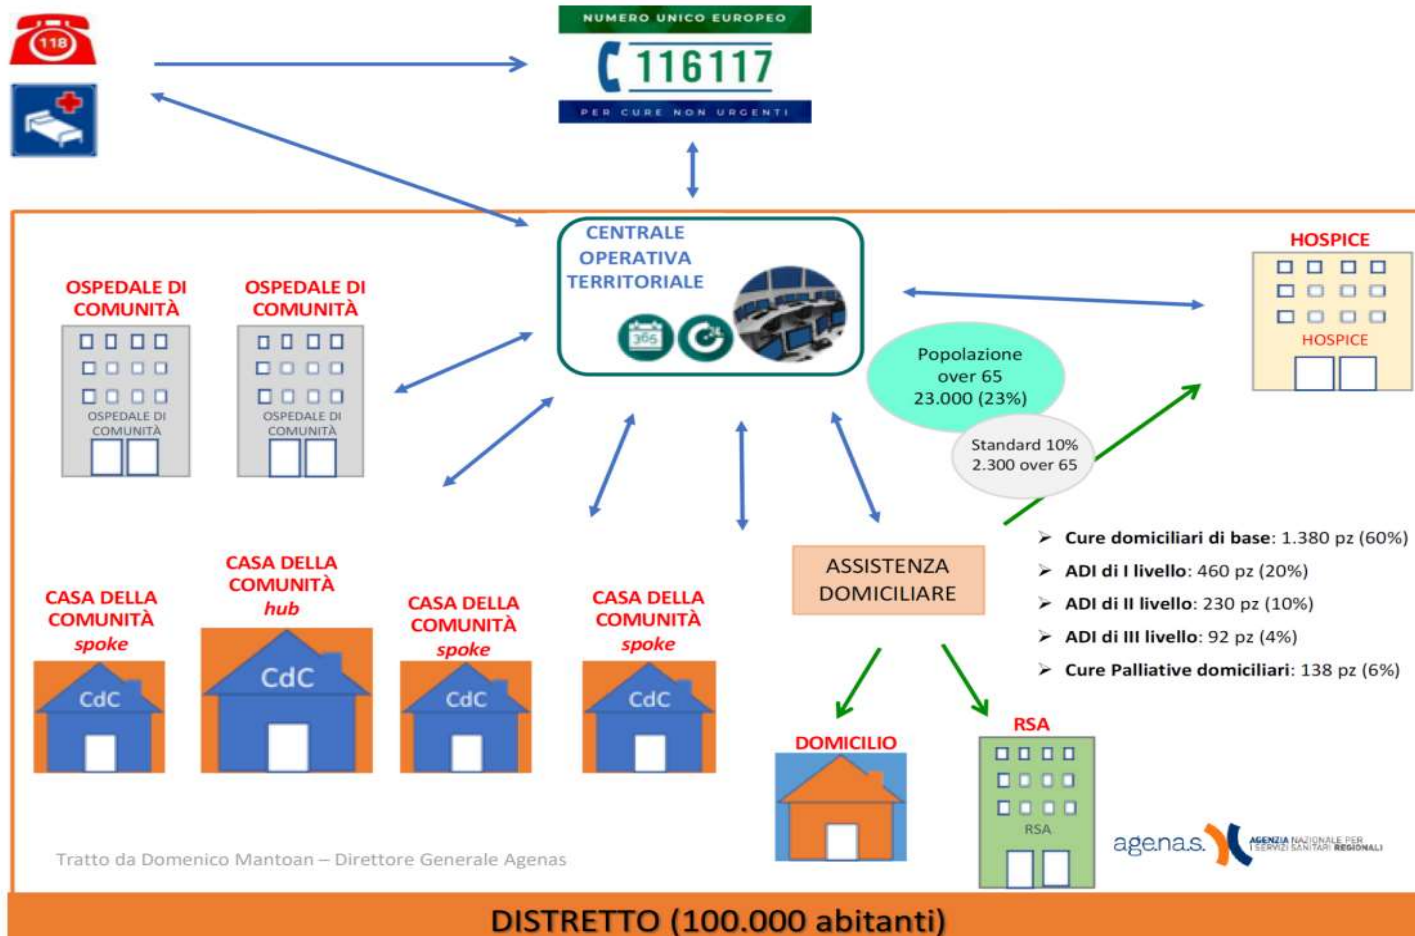 118
NUMERO UNICO EUROPEO
116117
PER CURE NON URGENTI
CENTRALE
OPERATIVA
TERRITORIALE
365
24
OSPEDALE DI
COMUNITÀ
OSPEDALE DI
COMUNITÀ
OSPEDALE DI
COMUNITÀ
OSPEDALE DI
COMUNITÀ
HOSPICE
HOSPICE
Popolazione
over 65
23.000 (23%)
Standard 10%
2.300 over 65
CASA DELLA
COMUNITÀ
spoke
CdC
CASA DELLA
COMUNITÀ
hub
CdC
CASA DELLA
COMUNITÀ
spoke
CdC
CASA DELLA
COMUNITÀ
spoke
CdC
ASSISTENZA
DOMICILIARE
➢ Cure domiciliari di base: 1.380 pz (60%)
➢ ADI di I livello: 460 pz (20%)
➢ ADI di II livello: 230 pz (10%)
➢ ADI di III livello: 92 pz (4%)
➢ Cure Palliative domiciliari: 138 pz (6%)
DOMICILIO
RSA
RSA
Tratto da Domenico Mantoan – Direttore Generale Agenas
age.na.s.
AGENZIA NAZIONALE PER
I SERVIZI SANITARI REGIONALI
DISTRETTO (100.000 abitanti)